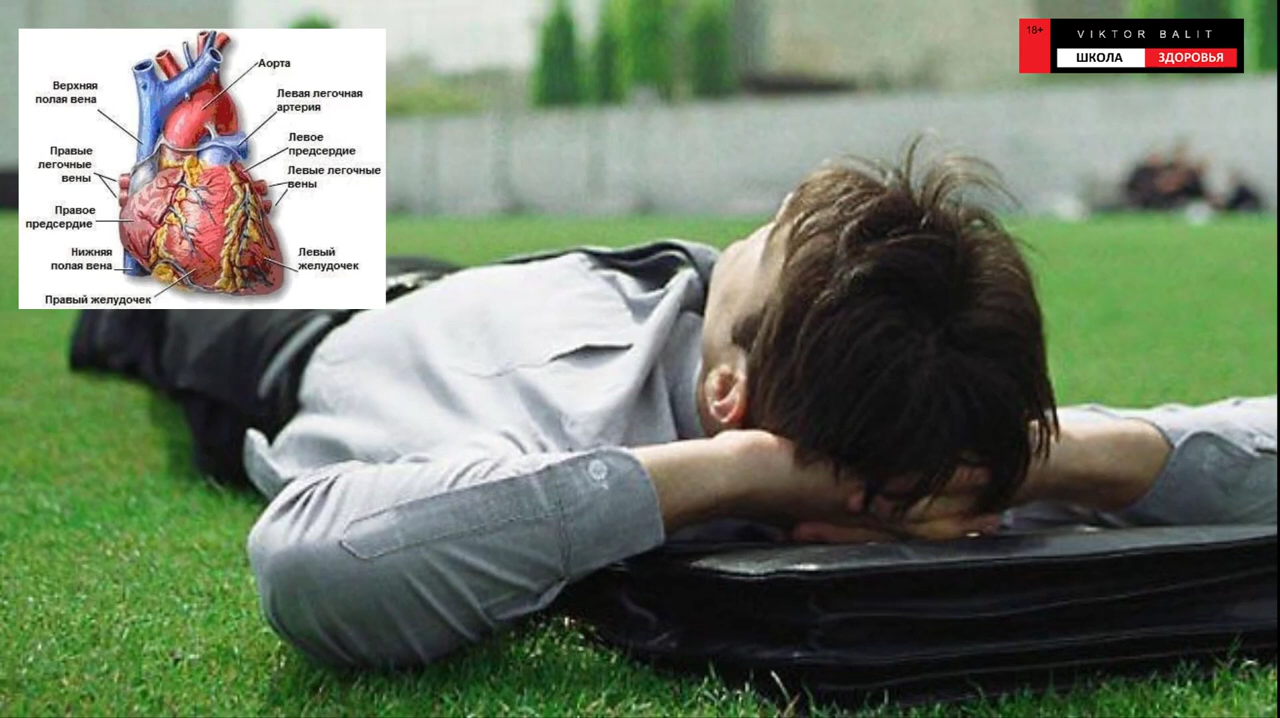 Аорта
Верхняя
полая вена
Левая легочная
артерия
Левое
предсердие
Правые
легочные
вены
Левые легочные
вены
Правое
предсердие
Нижняя
полая вена
Левый
желудочек
Правый желудочек
18+
VIKTOR BALIT
ШКОЛА ЗДОРОВЬЯ